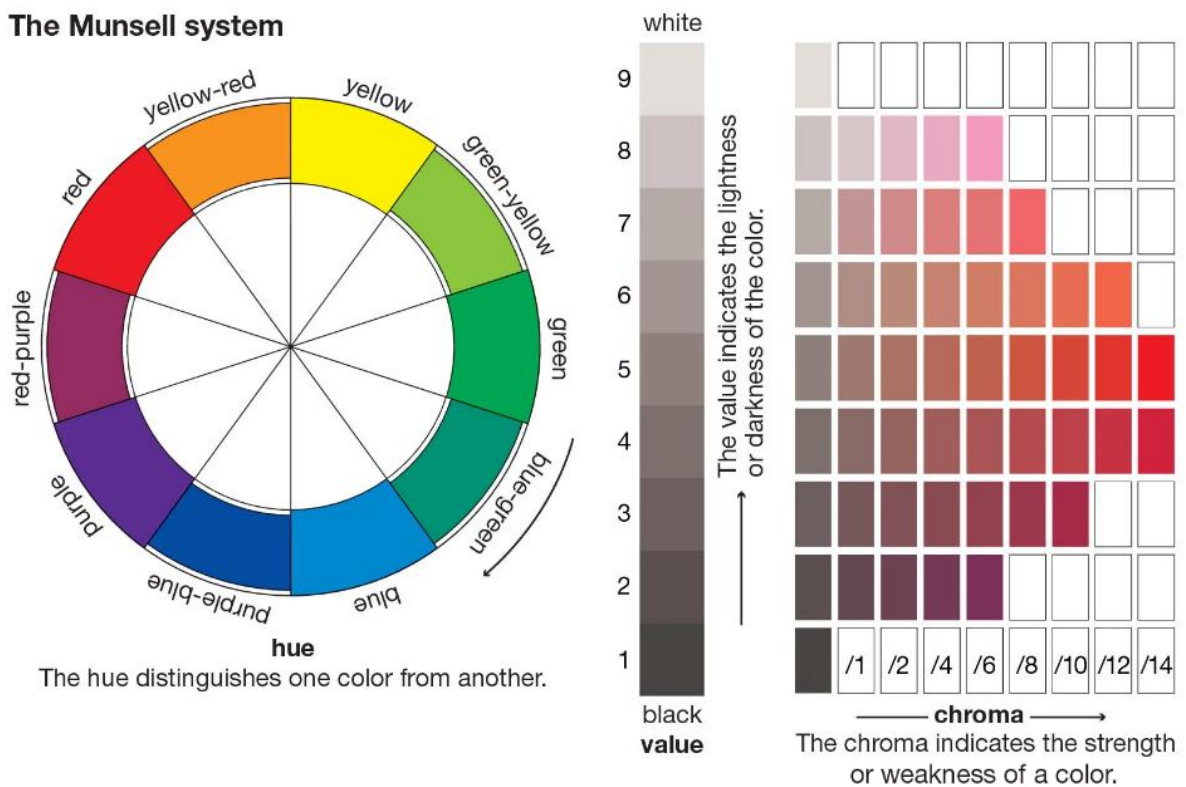 The Munsell system
yellow-red
yellow
green-yellow
green
blue-green
blue
purple-blue
purple
red-purple
red
hue
The hue distinguishes one color from another.
white
9
8
7
6
5
4
3
2
1
black
value
The value indicates the lightness
or darkness of the color.
/1 /2 /4 /6 /8 /10 /12 /14
chroma
The chroma indicates the strength
or weakness of a color.